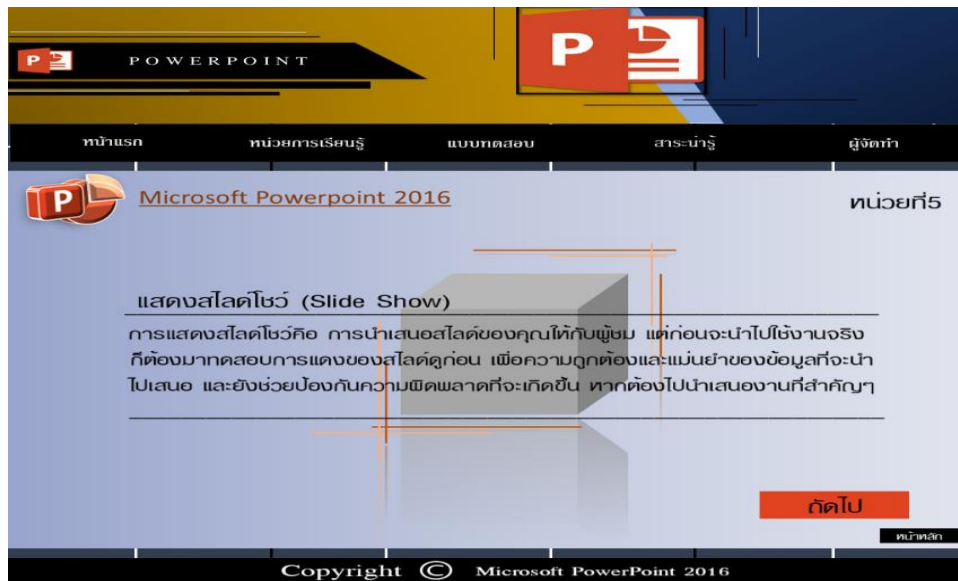 POWERPOINT
หน้าแรก หน่วยการเรียนรู้ แบบทดสอบ สาระน่ารู้ ผู้จัดทำ
Microsoft Powerpoint 2016
หน่วยที่5
แสดงสไลด์โชว์ (Slide Show)
การแสดงสไลด์โชว์คือ การนำเสนอสไลด์ของคุณให้กับผู้ชม แต่ก่อนจะนำไปใช้งานจริง
ก็ต้องมาทดสอบการแดงของสไลด์ดูก่อน เพื่อความถูกต้องและแม่นยำของข้อมูลที่จะนำ
ไปเสนอ และยังช่วยป้องกันความผิดพลาดที่จะเกิดขึ้น หากต้องไปนำเสนองานที่สำคัญๆ
ถัดไป
หน้าหลัก
Copyright © Microsoft PowerPoint 2016